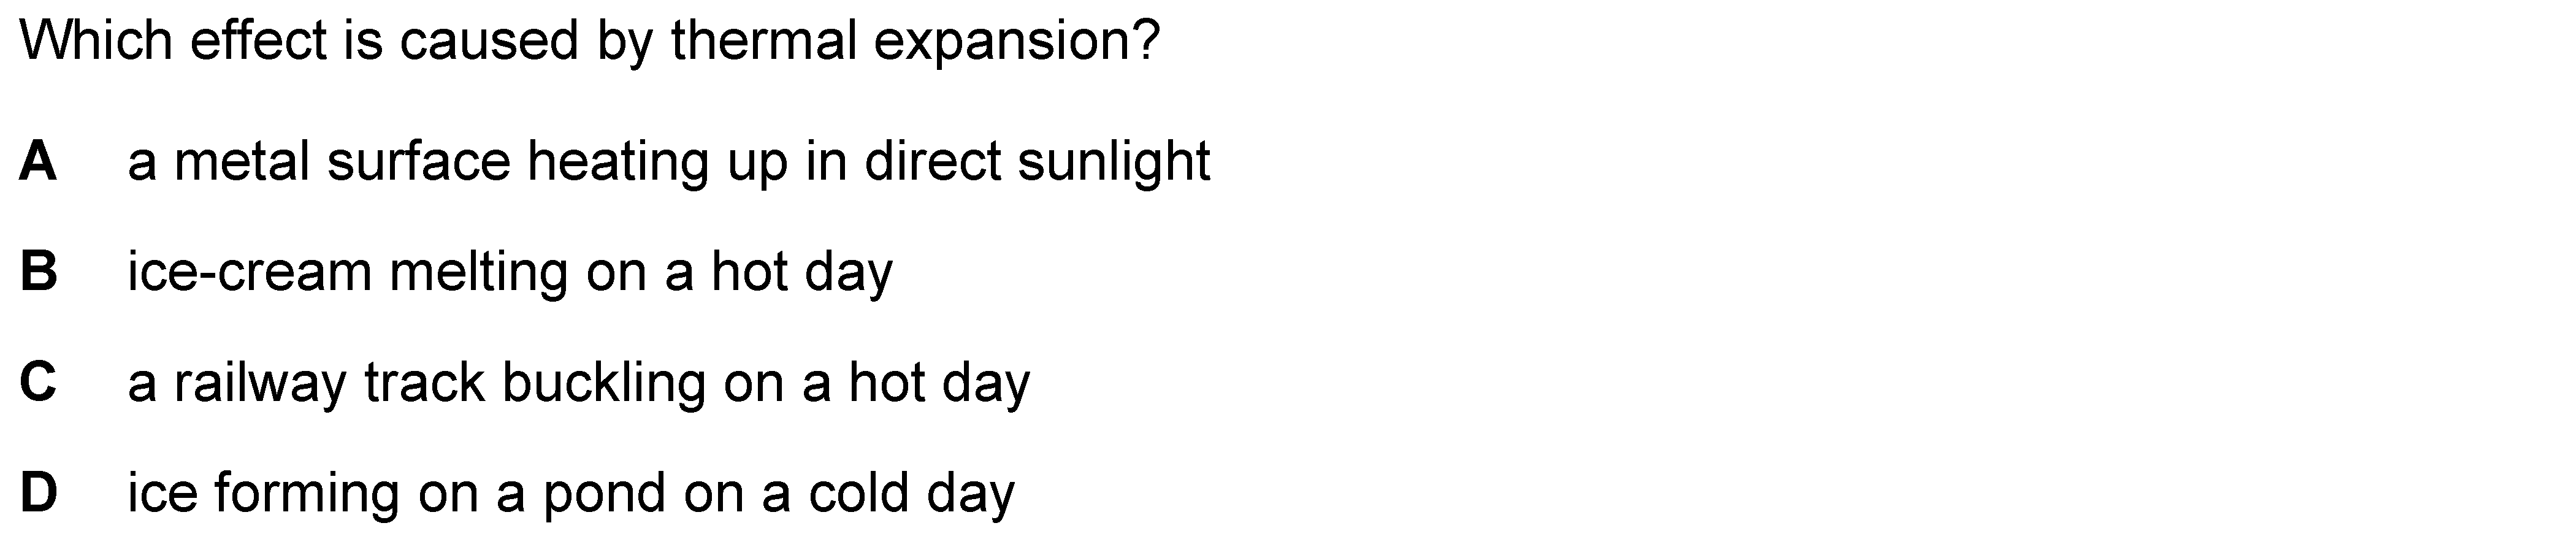 Which effect is caused by thermal expansion?
A a metal surface heating up in direct sunlight
B ice-cream melting on a hot day
C a railway track buckling on a hot day
D ice forming on a pond on a cold day